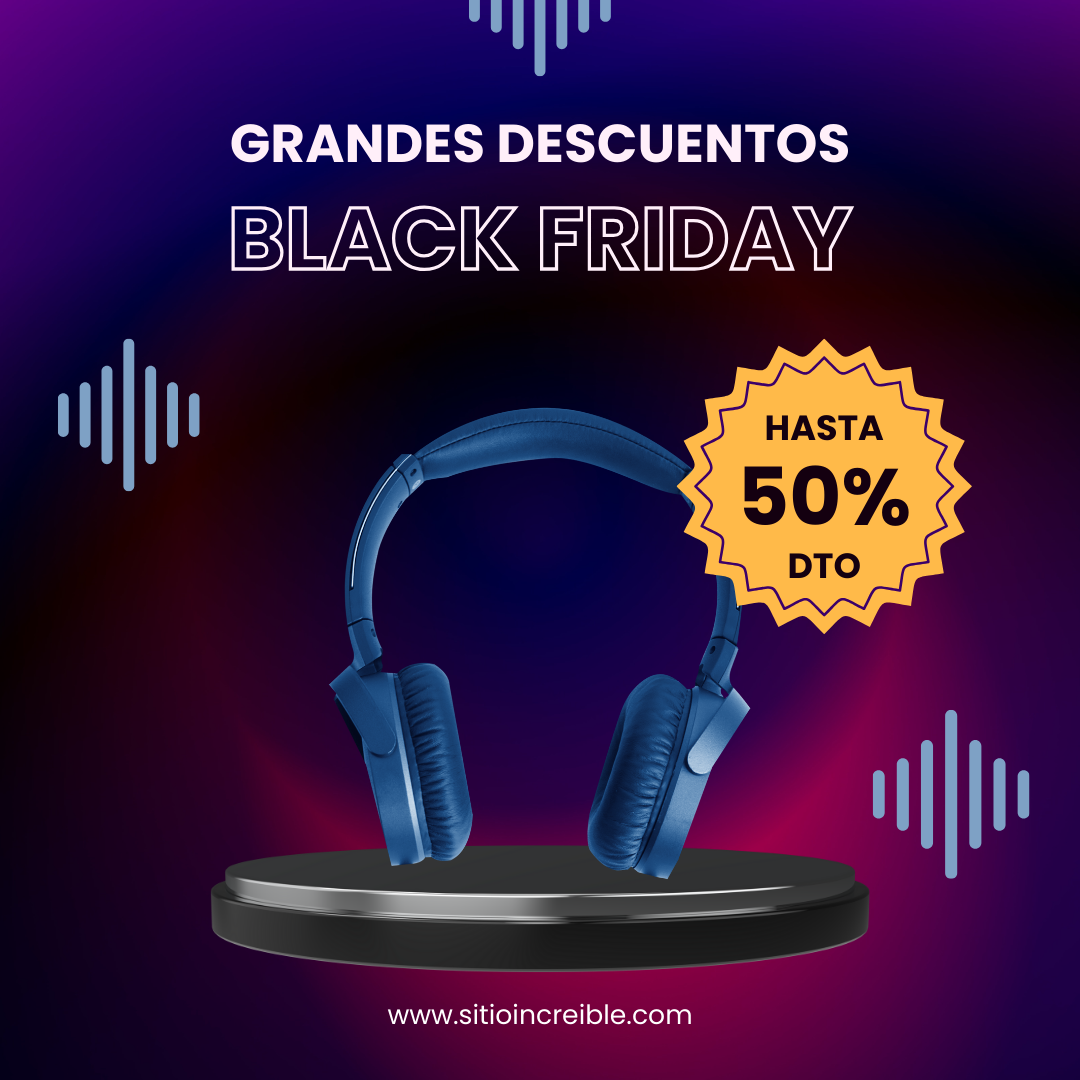 GRANDES DESCUENTOS
BLACK FRIDAY
HASTA
50%
DTO
www.sitioincreible.com